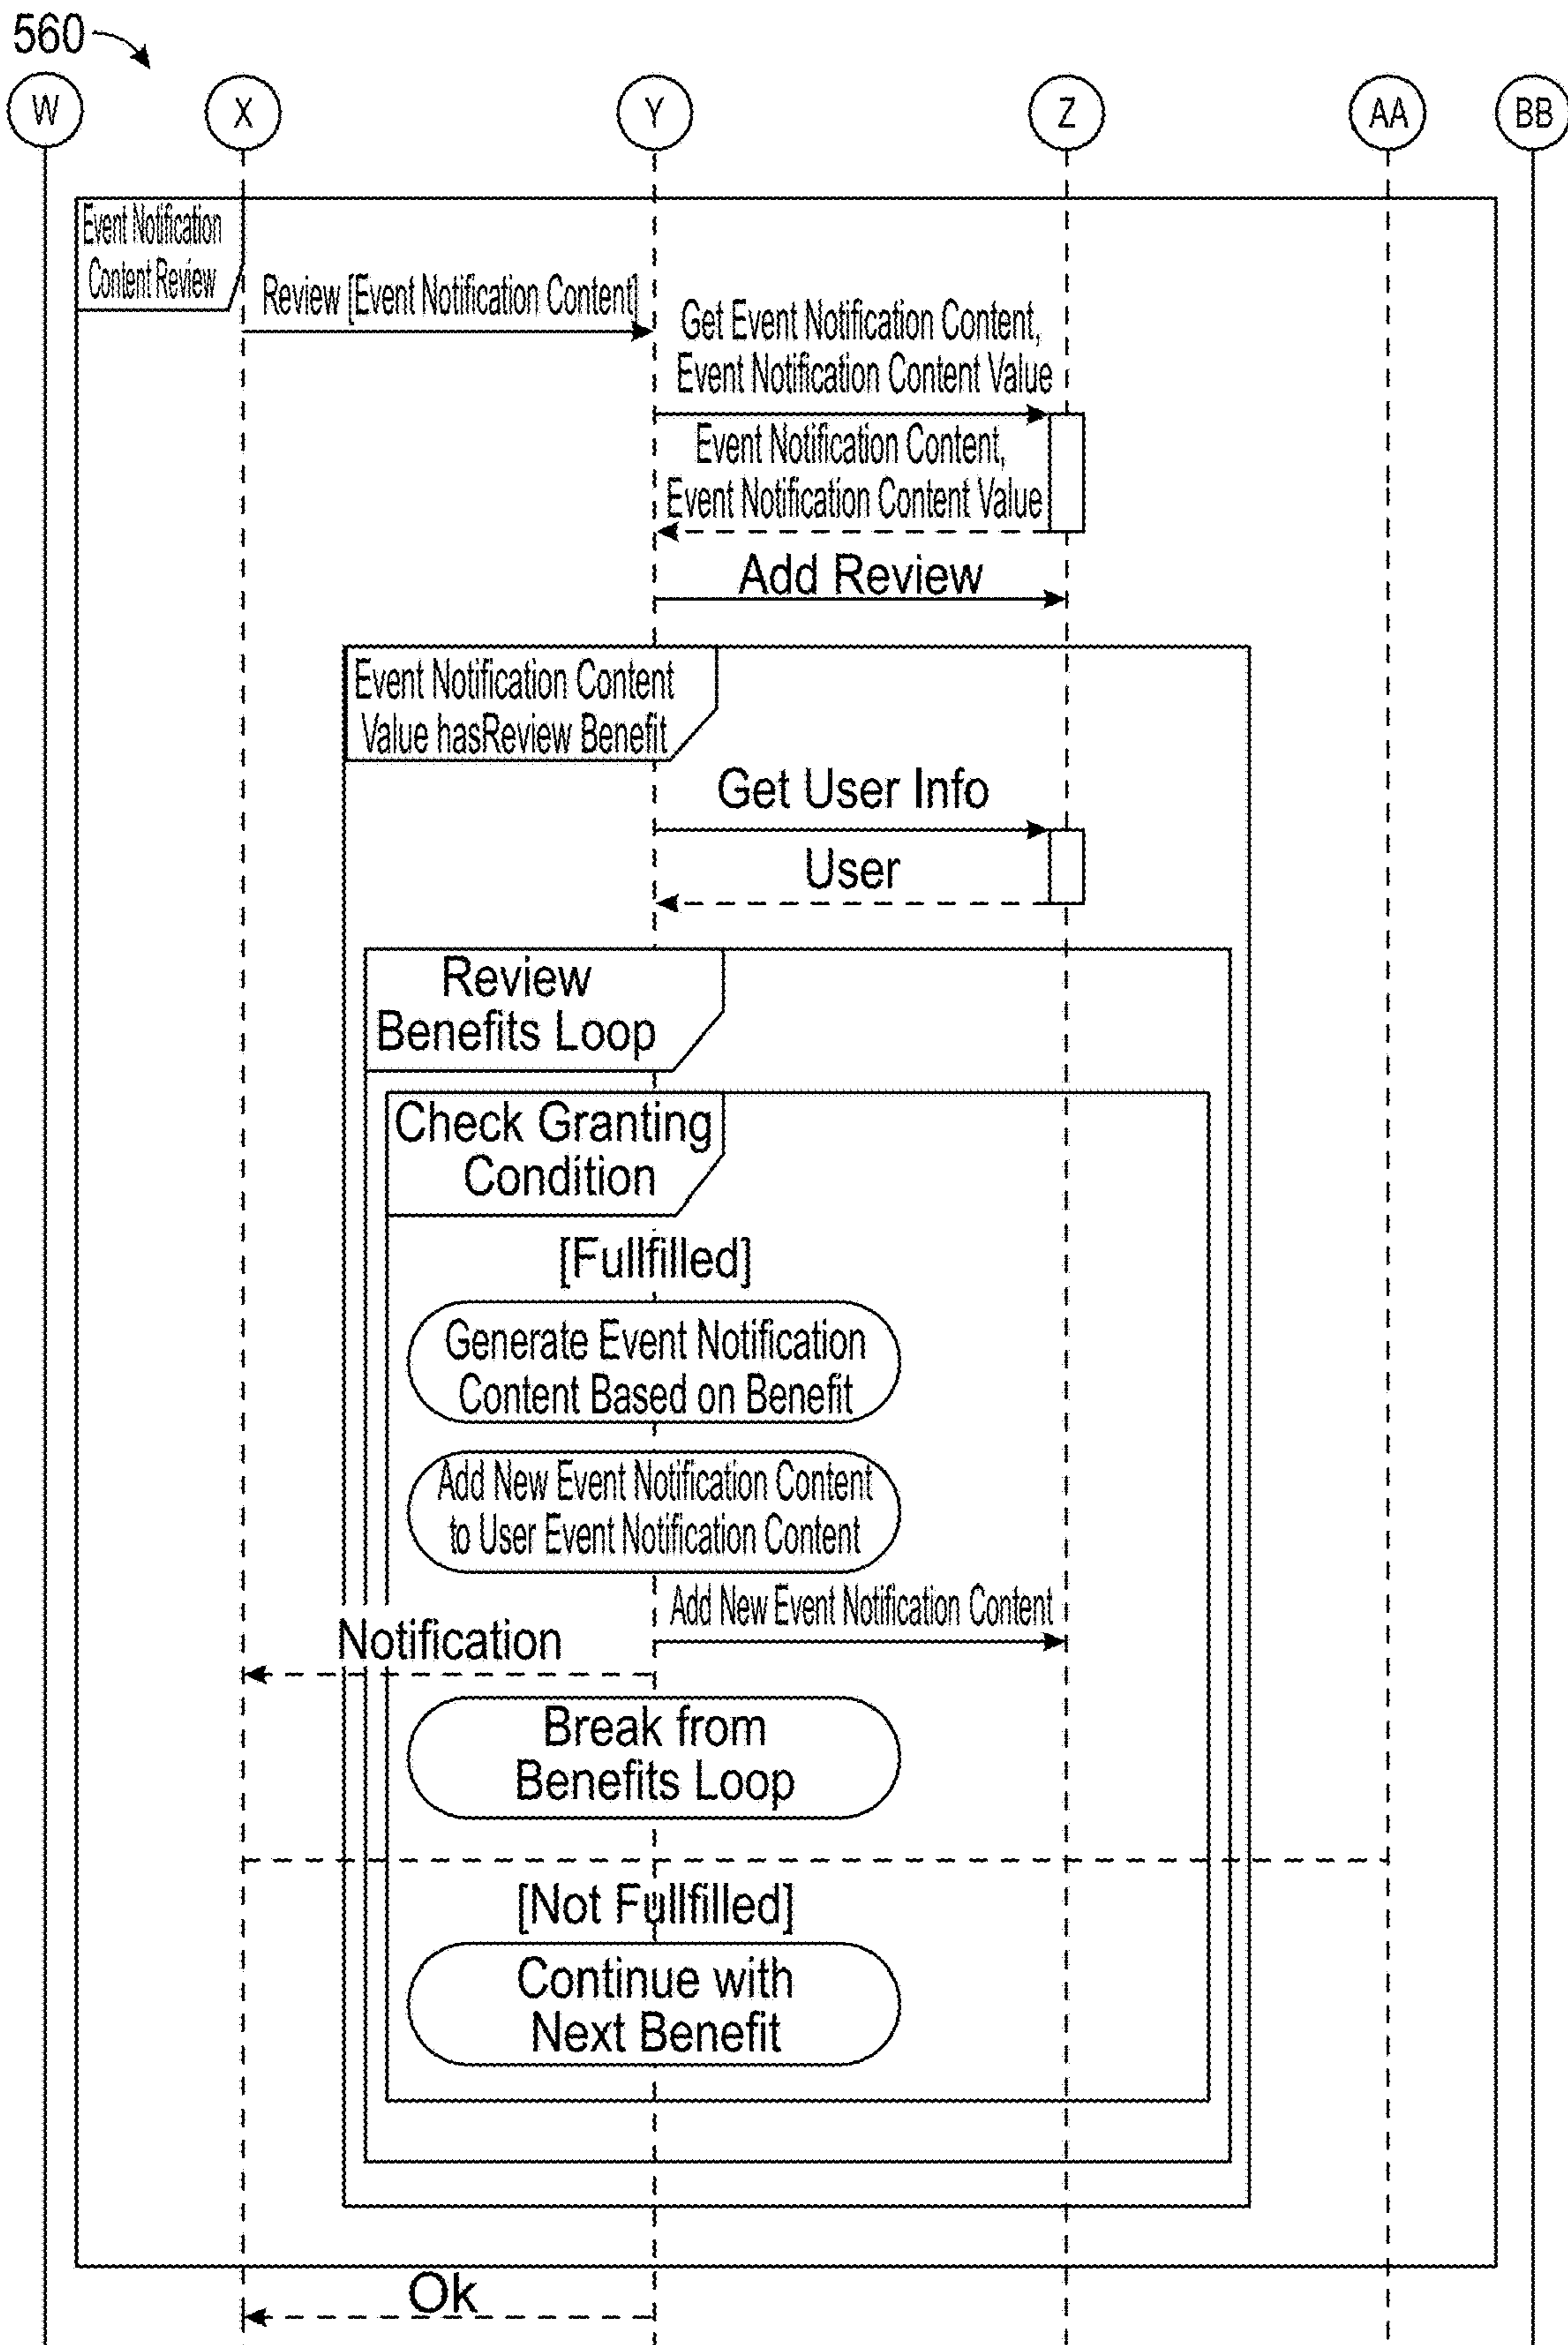 560
W
X
Y
Z
AA
BB
Event Notification
Content Review
Review [Event Notification Content]
Get Event Notification Content,
Event Notification Content Value
Event Notification Content,
Event Notification Content Value
Add Review
Event Notification Content
Value hasReview Benefit
Get User Info
User
Review
Benefits Loop
Check Granting
Condition
[Fullfilled]
Generate Event Notification
Content Based on Benefit
Add New Event Notification Content
to User Event Notification Content
Add New Event Notification Content
Notification
Break from
Benefits Loop
[Not Fullfilled]
Continue with
Next Benefit
Ok